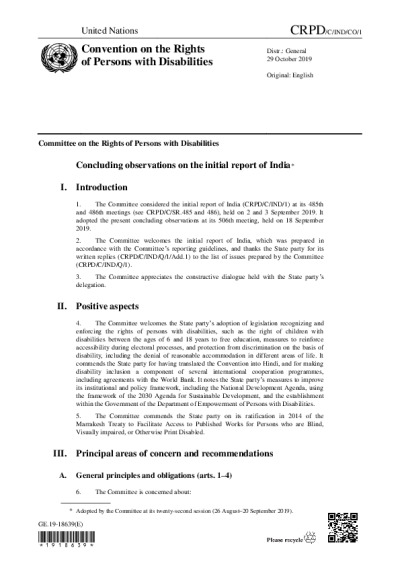 United Nations
CRPD/C/IND/CO/1
Convention on the Rights
of Persons with Disabilities
Distr.: General
29 October 2019
Original: English
Committee on the Rights of Persons with Disabilities
Concluding observations on the initial report of India*
I. Introduction
1. The Committee considered the initial report of India (CRPD/C/IND/1) at its 485th
and 486th meetings (see CRPD/C/SR.485 and 486), held on 2 and 3 September 2019. It
adopted the present concluding observations at its 506th meeting, held on 18 September
2019.
2. The Committee welcomes the initial report of India, which was prepared in
accordance with the Committee's reporting guidelines, and thanks the State party for its
written replies (CRPD/C/IND/Q/1/Add.1) to the list of issues prepared by the Committee
(CRPD/C/IND/Q/1).
3. The Committee appreciates the constructive dialogue held with the State party's
delegation.
II. Positive aspects
4. The Committee welcomes the State party's adoption of legislation recognizing and
enforcing the rights of persons with disabilities, such as the right of children with
disabilities between the ages of 6 and 18 years to free education, measures to reinforce
accessibility during electoral processes, and protection from discrimination on the basis of
disability, including the denial of reasonable accommodation in different areas of life. It
commends the State party for having translated the Convention into Hindi, and for making
disability inclusion a component of several international cooperation programmes,
including agreements with the World Bank. It notes the State party's measures to improve
its institutional and policy framework, including the National Development Agenda, using
the framework of the 2030 Agenda for Sustainable Development, and the establishment
within the Government of the Department of Empowerment of Persons with Disabilities.
5. The Committee commends the State party on its ratification in 2014 of the
Marrakesh Treaty to Facilitate Access to Published Works for Persons who are Blind,
Visually impaired, or Otherwise Print Disabled.
III. Principal areas of concern and recommendations
A. General principles and obligations (arts. 1–4)
6. The Committee is concerned about:
* Adopted by the Committee at its twenty-second session (26 August–20 September 2019).
GE.19-18639(E)
*1918639*
Please recycle